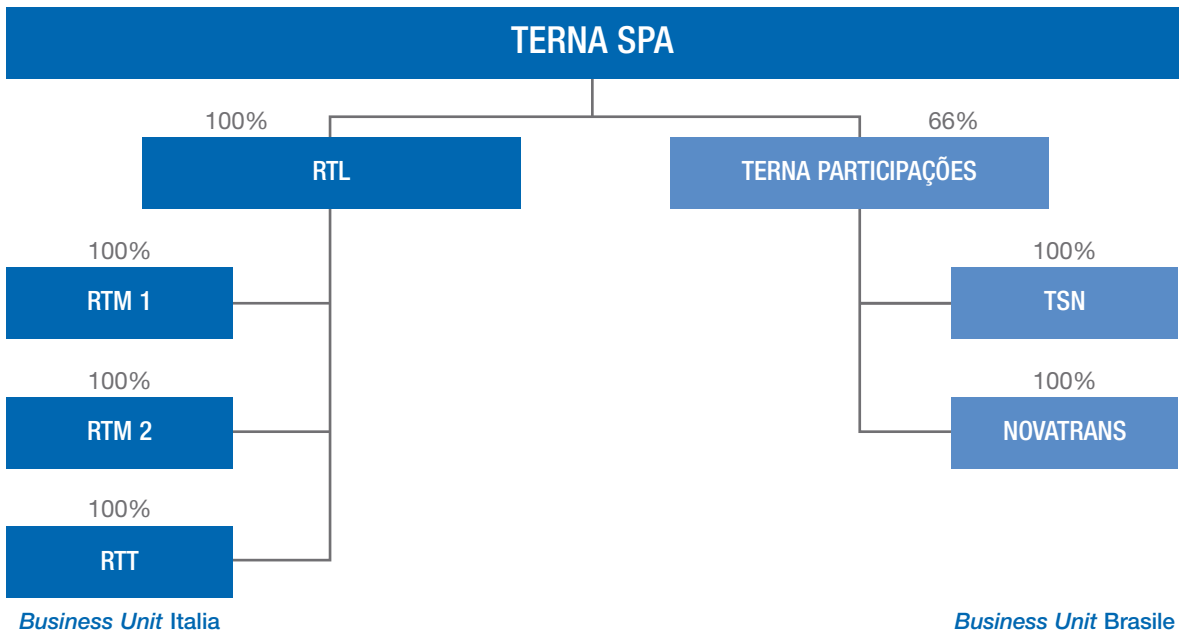 TERNA SPA
100%
RTL
66%
TERNA PARTICIPAÇÕES
100%
RTM 1
100%
TSN
100%
RTM 2
100%
NOVATRANS
100%
RTT
Business Unit Italia
Business Unit Brasile